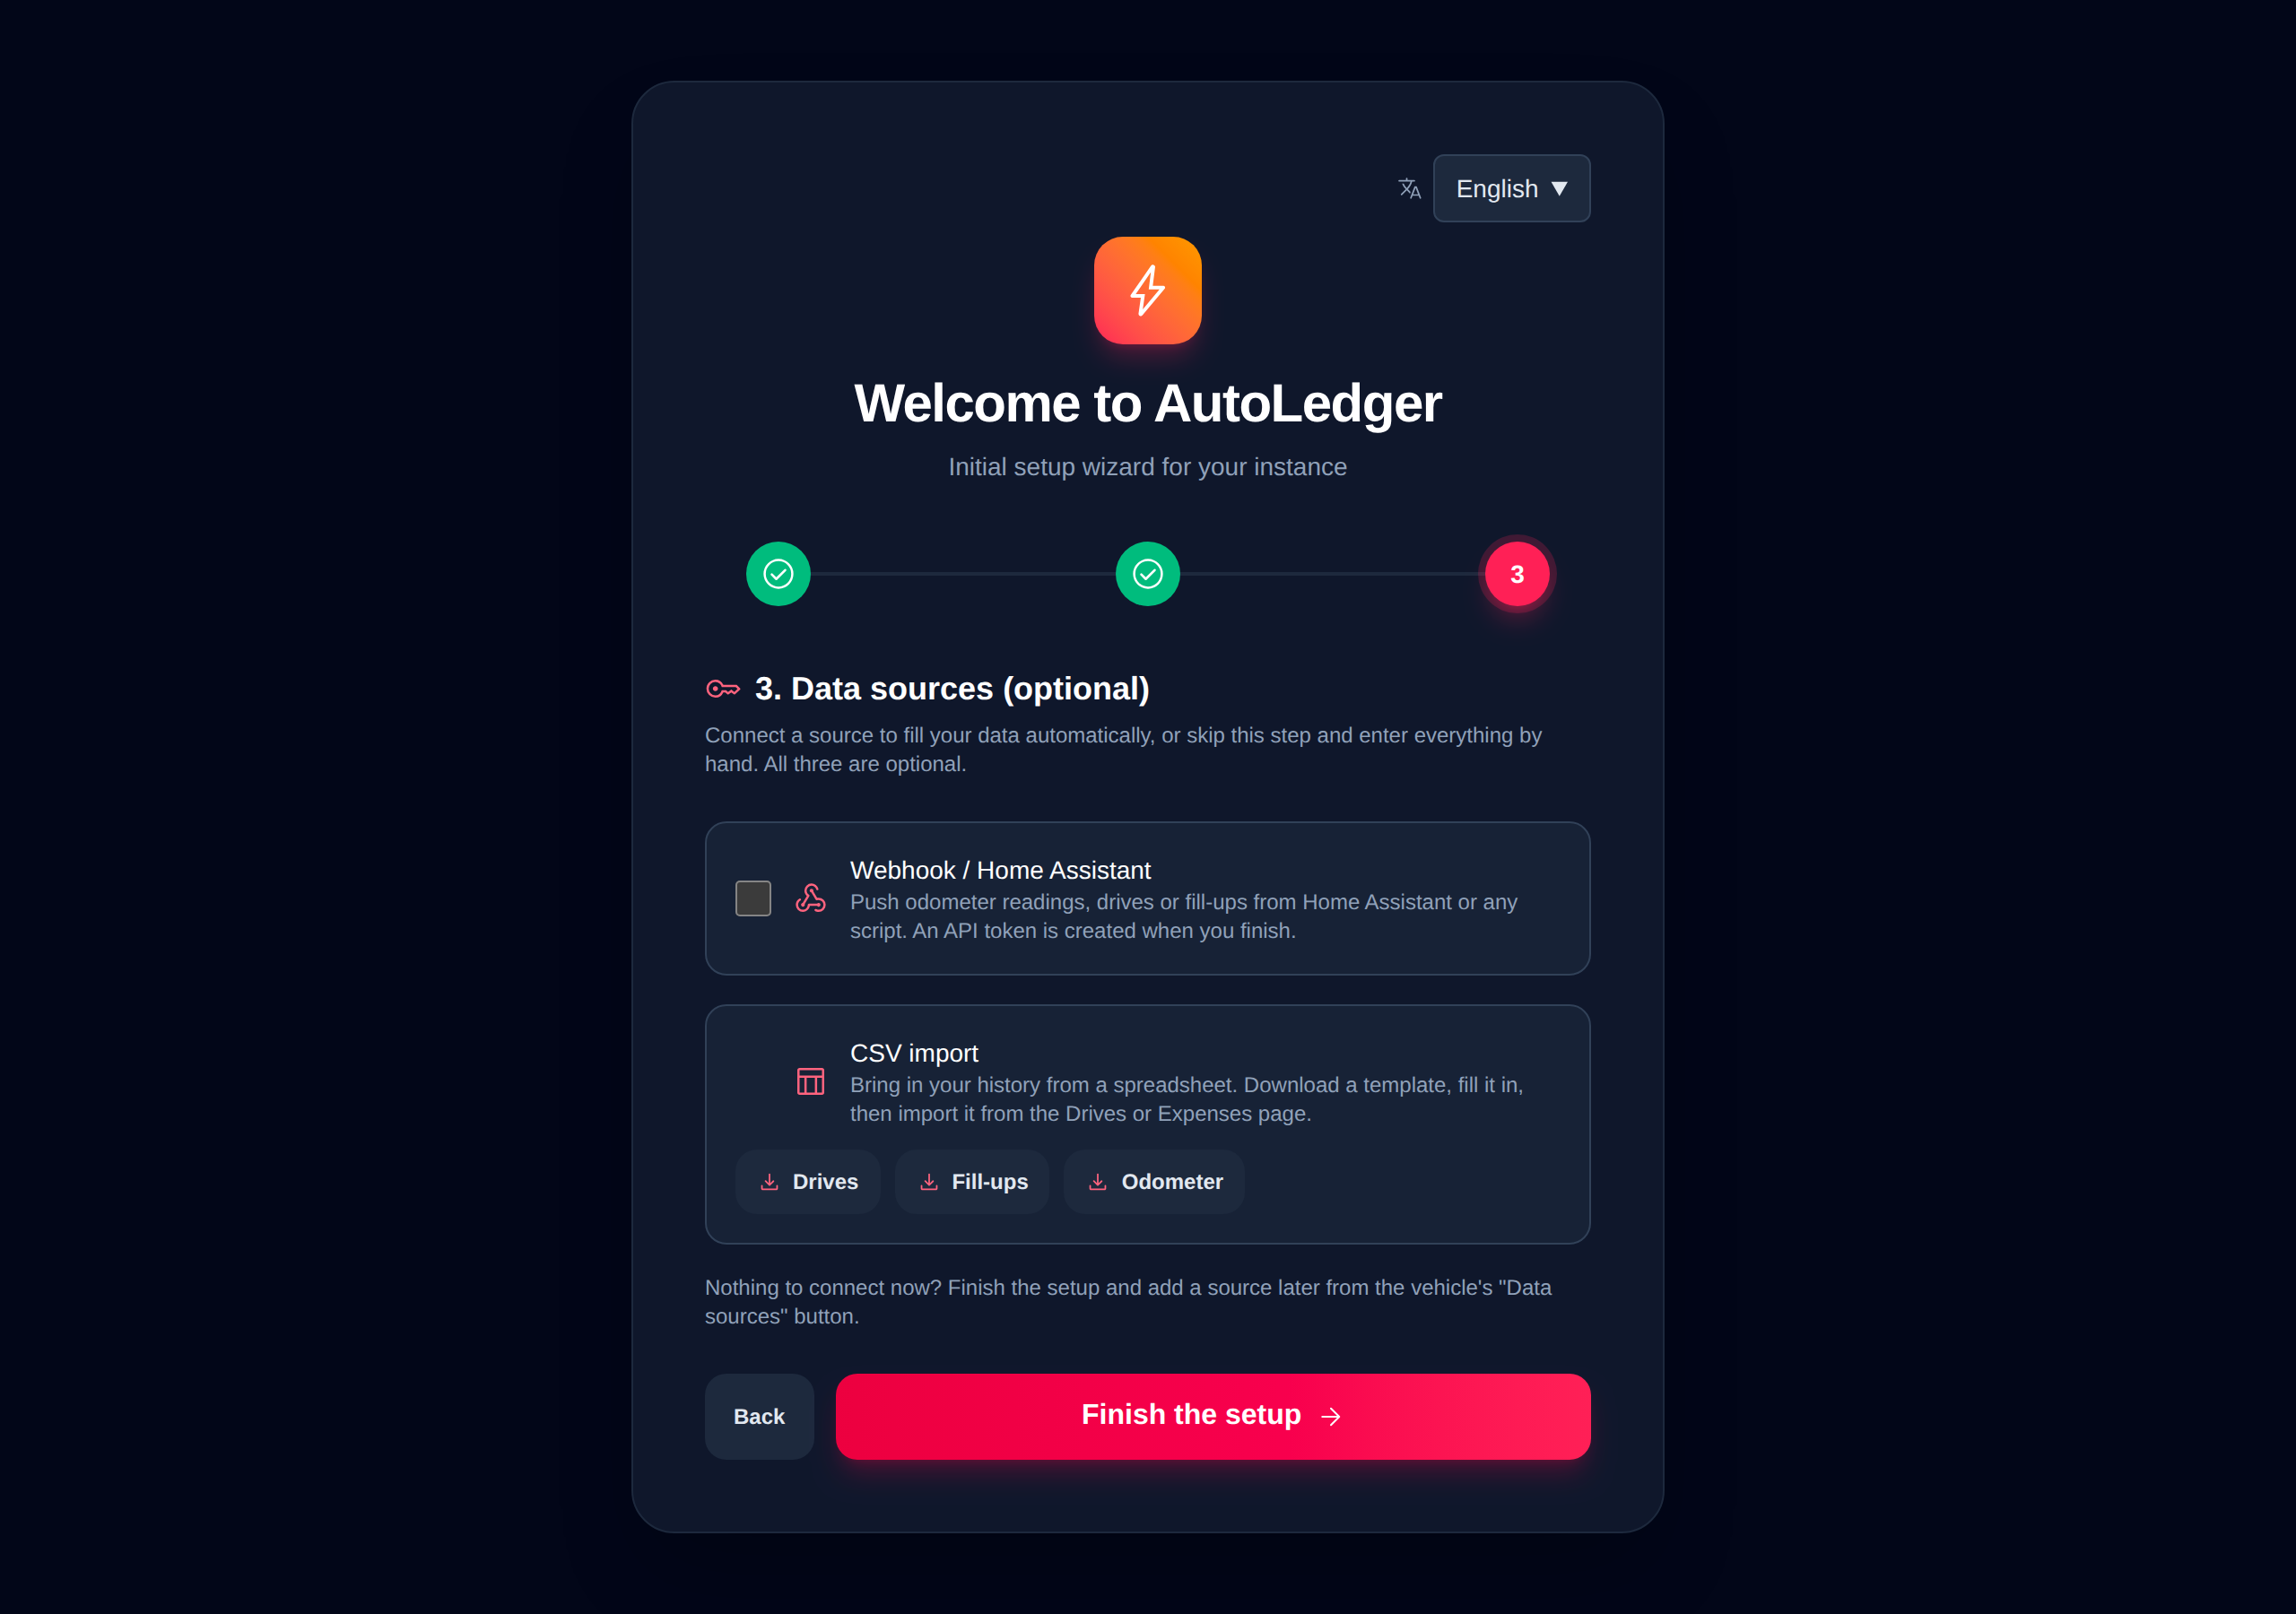 English
Welcome to AutoLedger
Initial setup wizard for your instance
3
3. Data sources (optional)
Connect a source to fill your data automatically, or skip this step and enter everything by
hand. All three are optional.
Webhook / Home Assistant
Push odometer readings, drives or fill-ups from Home Assistant or any
script. An API token is created when you finish.
CSV import
Bring in your history from a spreadsheet. Download a template, fill it in,
then import it from the Drives or Expenses page.
Drives
Fill-ups
Odometer
Nothing to connect now? Finish the setup and add a source later from the vehicle's "Data
sources" button.
Back
Finish the setup